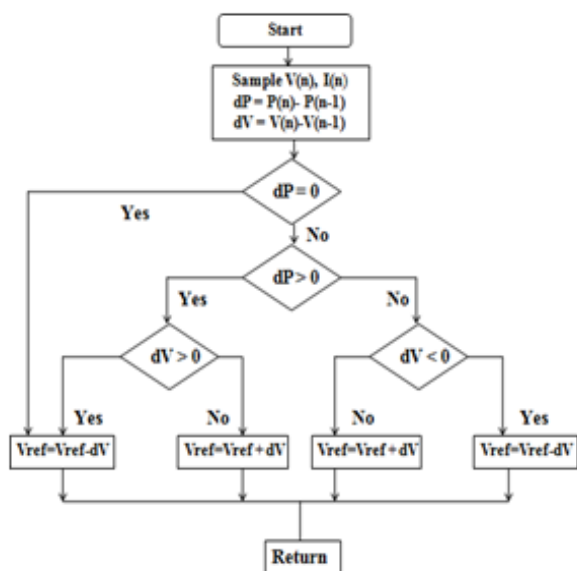 Start
Sample V(n), I(n)
dP = P(n)- P(n-1)
dV = V(n)-V(n-1)
dP = 0
Yes
No
dP > 0
Yes
No
dV > 0
dV < 0
Yes
No
No
Yes
Vref=Vref-dV
Vref=Vref + dV
Vref=Vref + dV
Vref=Vref-dV
Return